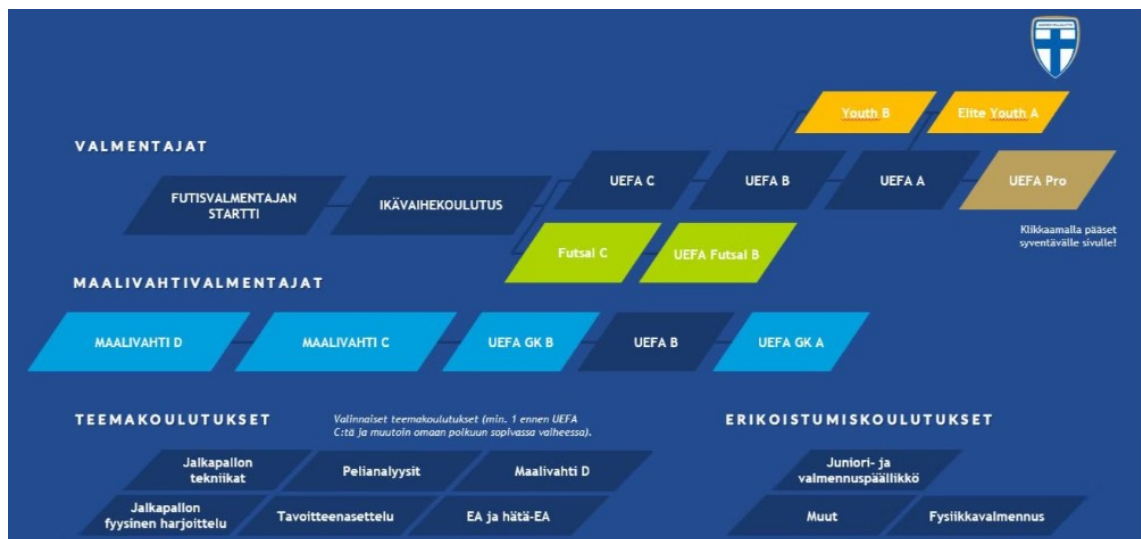 Youth B
Elite Youth A
VALMENTAJAT
UEFA C
UEFA B
UEFA A
UEFA Pro
FUTISVALMENTAJAN
STARTTI
IKÄVAIHEKOULUTUS
Klikkaamalla pääset
syventävälle sivulle!
Futsal C
UEFA Futsal B
MAALIVAHTIVALMENTAJAT
MAALIVAHTI D
MAALIVAHTI C
UEFA GK B
UEFA B
UEFA GK A
TEEMAKOULUTUKSET
Valinnaiset teemakoulutukset (min. 1 ennen UEFA
C:tä ja muutoin omaan polkuun sopivassa vaiheessa).
Jalkapallon
tekniikat
Pelianalyysit
Maalivahti D
Jalkapallon
fyysinen harjoittelu
Tavoitteenasettelu
EA ja hätä-EA
ERIKOISTUMISKOULUTUKSET
Juniori- ja
valmennuspäällikkö
Muut
Fysiikkavalmennus